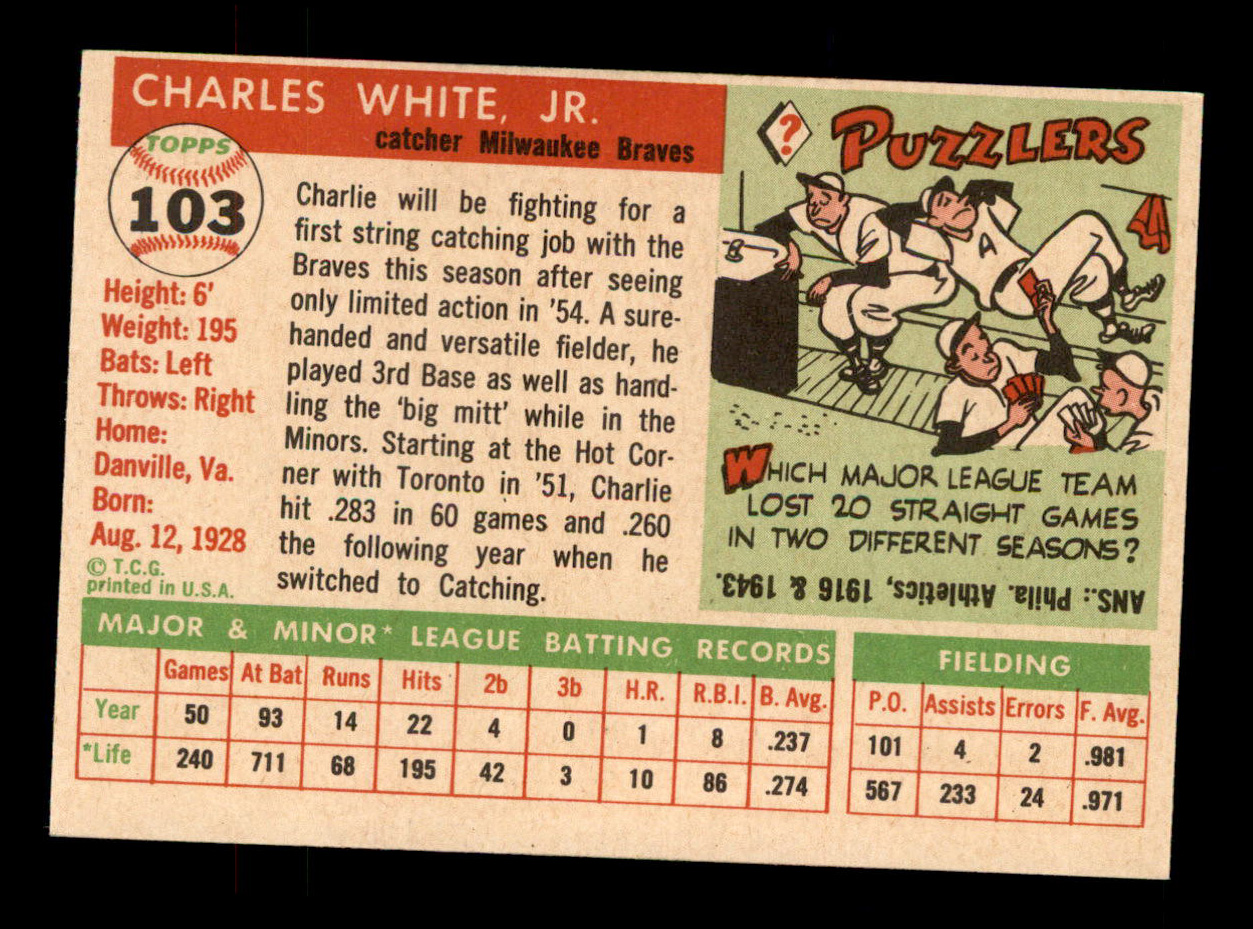 CHARLES WHITE, JR.
catcher Milwaukee Braves
TOPPS
103
Height: 6'
Weight: 195
Bats: Left
Throws: Right
Home:
Danville, Va.
Born:
Aug. 12, 1928
© T.C.G.
printed in U.S.A.
Charlie will be fighting for a
first string catching job with the
Braves this season after seeing
only limited action in '54. A sure-
handed and versatile fielder, he
played 3rd Base as well as hand-
ling the 'big mitt' while in the
Minors. Starting at the Hot Cor-
ner with Toronto in '51, Charlie
hit .283 in 60 games and .260
the following year when he
switched to Catching.
?
PUZZLERS
B
A
WHICH MAJOR LEAGUE TEAM
LOST 20 STRAIGHT GAMES
IN TWO DIFFERENT SEASONS?
ANS.: Phila. Athletics, 1916 & 1943.
MAJOR & MINOR* LEAGUE BATTING RECORDS
Games At Bat Runs Hits 2b 3b H.R. R.B.I. B. Avg.
Year 50 93 14 22 4 0 1 8 .237
*Life 240 711 68 195 42 3 10 86 .274
FIELDING
P.O. Assists Errors F. Avg.
101 4 2 .981
567 233 24 .971